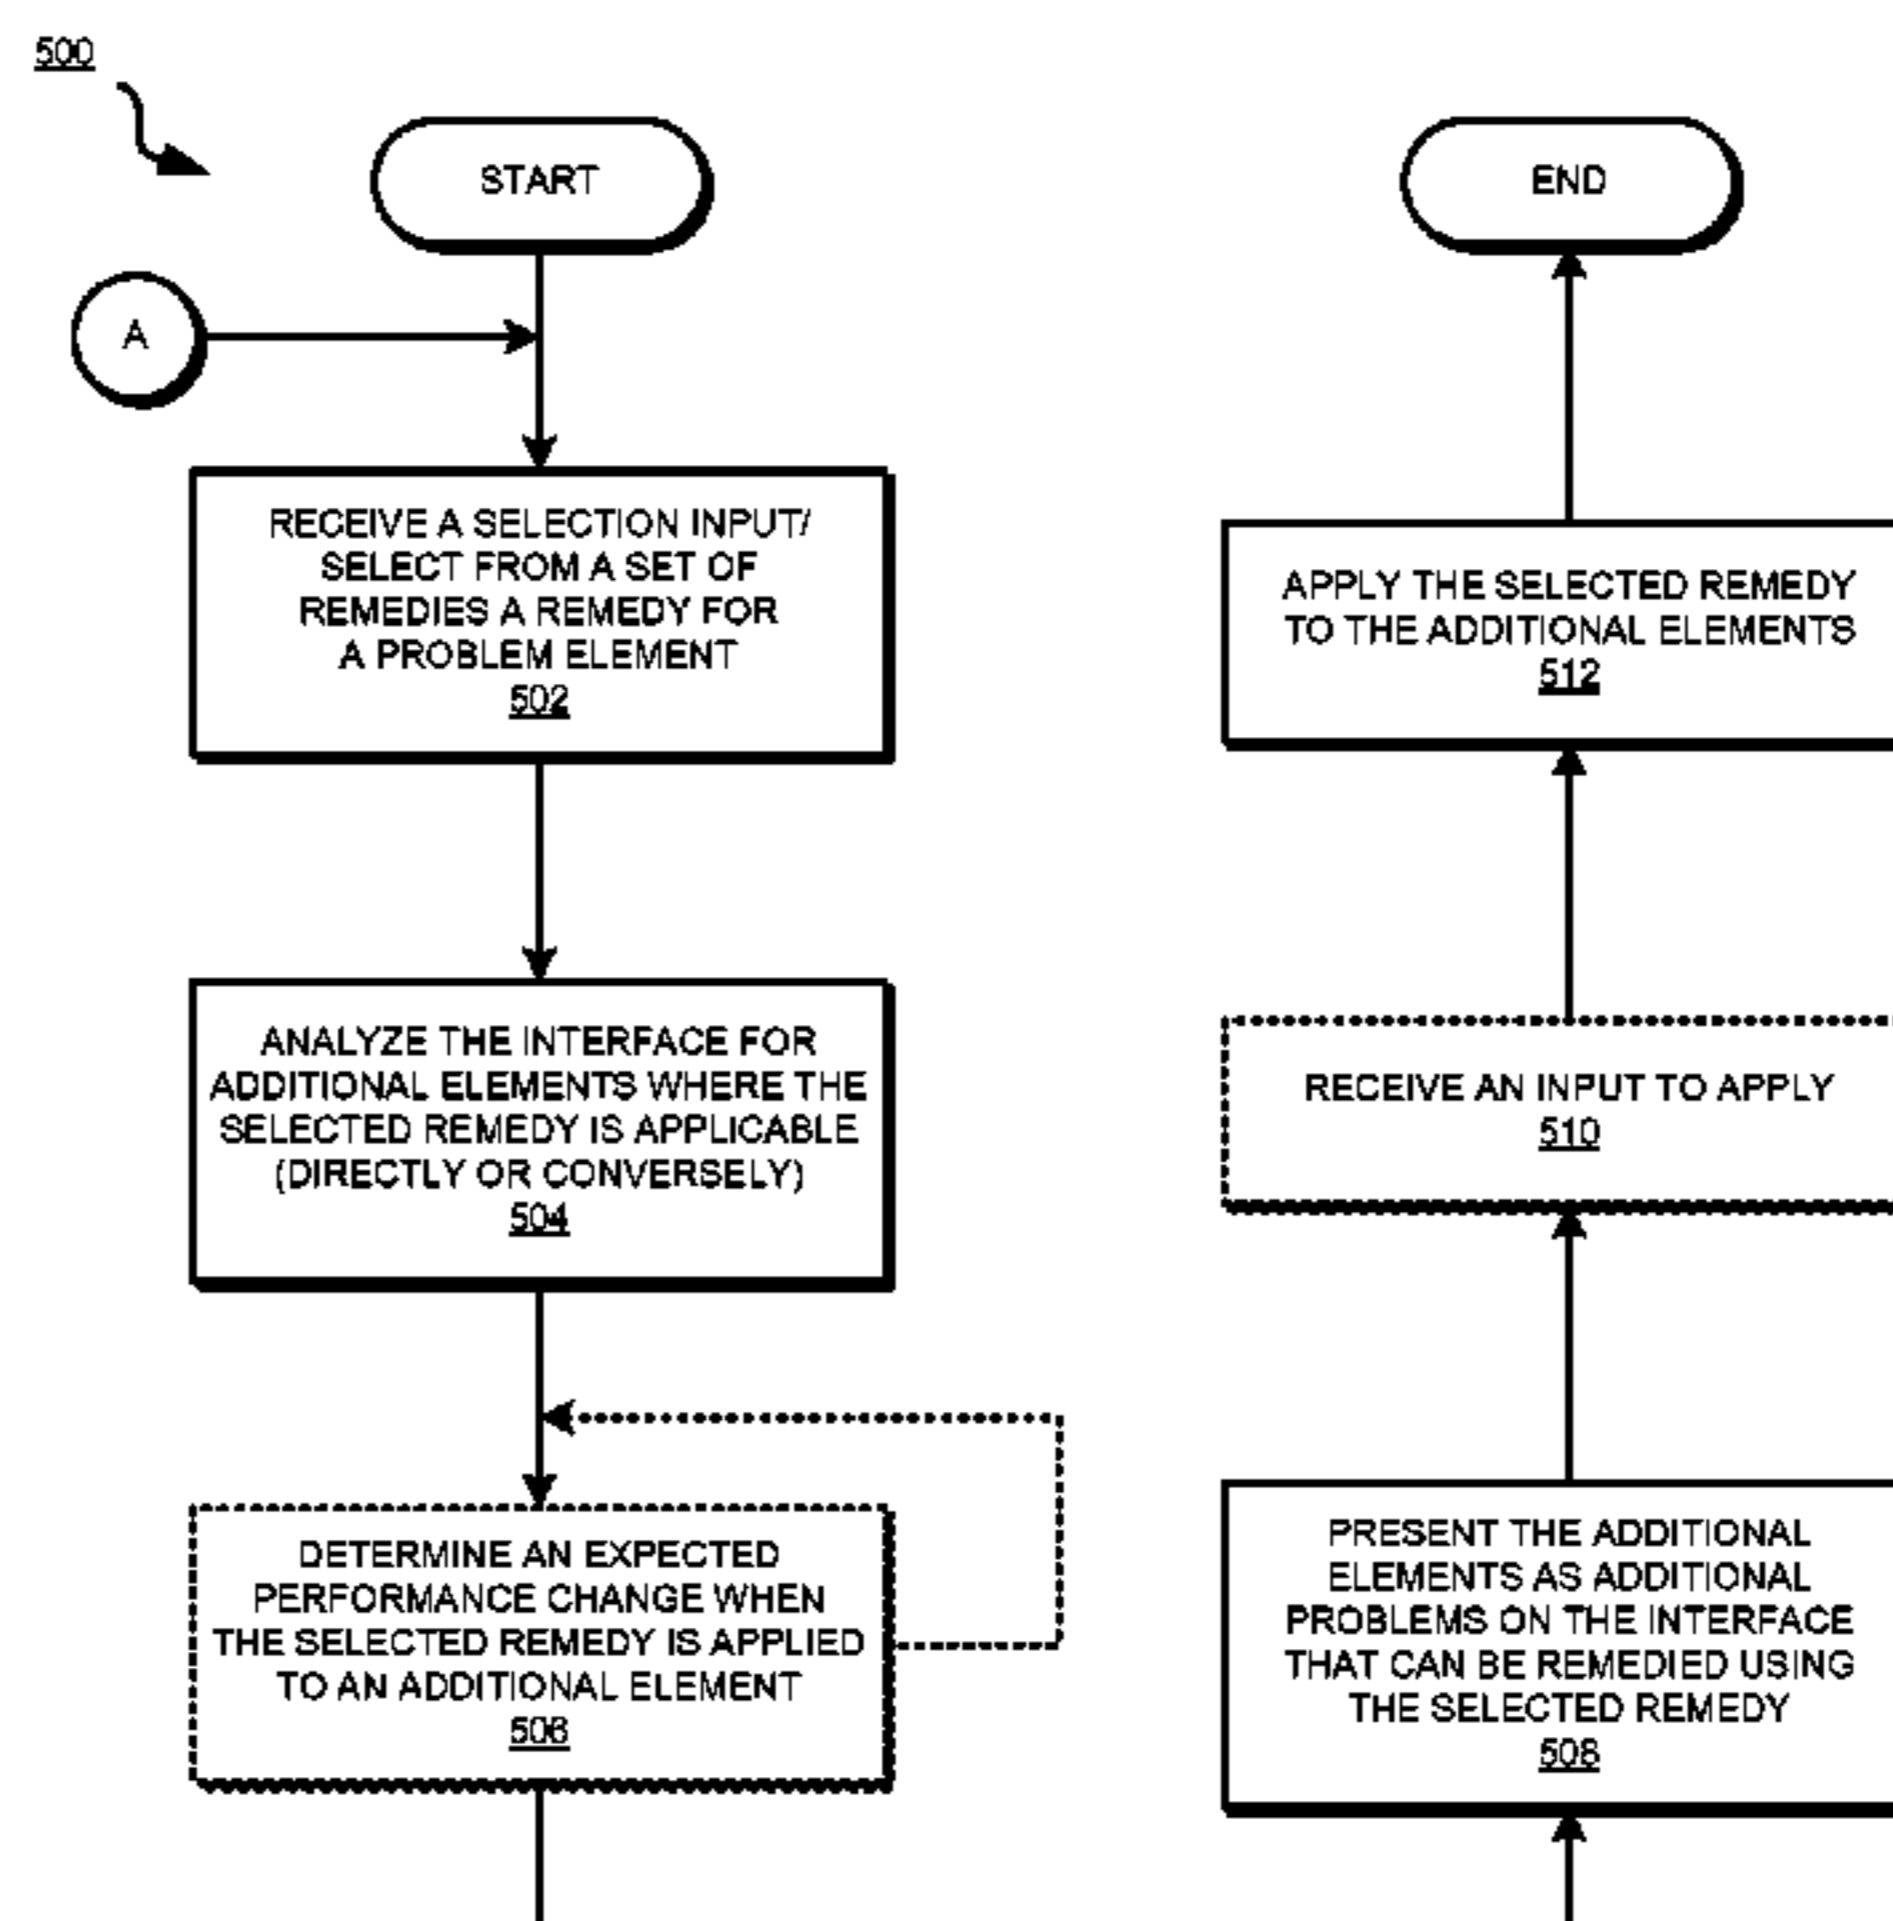 500
START
A
RECEIVE A SELECTION INPUT/
SELECT FROM A SET OF
REMEDIES A REMEDY FOR
A PROBLEM ELEMENT
502
ANALYZE THE INTERFACE FOR
ADDITIONAL ELEMENTS WHERE THE
SELECTED REMEDY IS APPLICABLE
(DIRECTLY OR CONVERSELY)
504
DETERMINE AN EXPECTED
PERFORMANCE CHANGE WHEN
THE SELECTED REMEDY IS APPLIED
TO AN ADDITIONAL ELEMENT
506
END
APPLY THE SELECTED REMEDY
TO THE ADDITIONAL ELEMENTS
512
RECEIVE AN INPUT TO APPLY
510
PRESENT THE ADDITIONAL
ELEMENTS AS ADDITIONAL
PROBLEMS ON THE INTERFACE
THAT CAN BE REMEDIED USING
THE SELECTED REMEDY
508